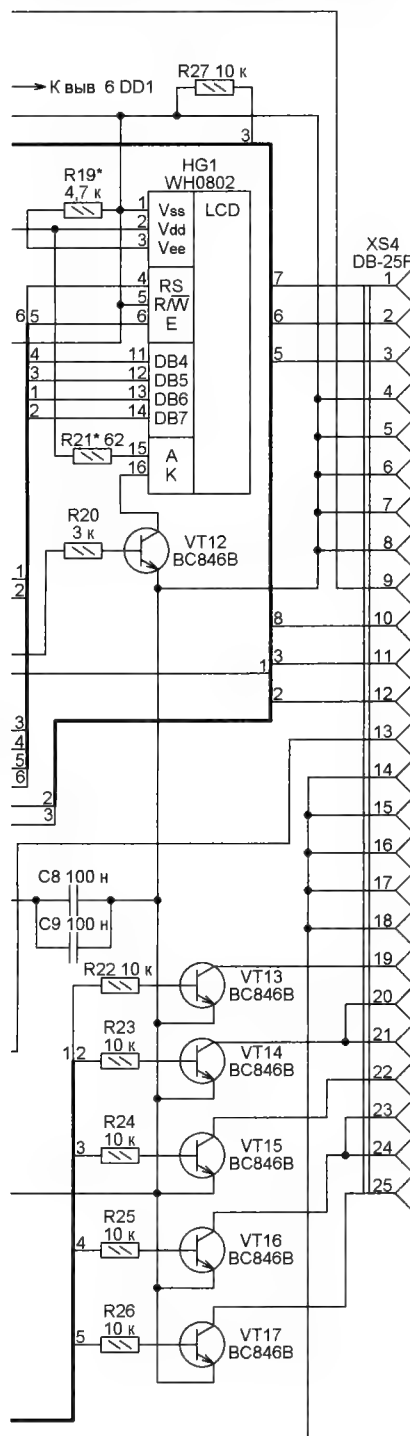 К выв 6 DD1
R27 10 к
3
R19*
4,7 к
HG1
WH0802
LCD
1 Vss
2 Vdd
3 Vee
4 RS
5 R/W
6 E
11 DB4
12 DB5
13 DB6
14 DB7
15 A
16 K
6 5
4
3
1
2
R21* 62
R20
3 к
VT12
BC846B
XS4
DB-25F
7 1
6 2
5 3
4
5
6
7
8
9
8 10
3 11
1
2 12
13
14
15
16
17
18
19
20
21
22
23
24
25
1
2
3
4
5
6
2
3
C8 100 н
C9 100 н
R22 10 к
VT13
BC846B
R23
10 к
1 2
VT14
BC846B
R24
10 к
3
VT15
BC846B
R25
10 к
4
VT16
BC846B
R26
10 к
5
VT17
BC846B